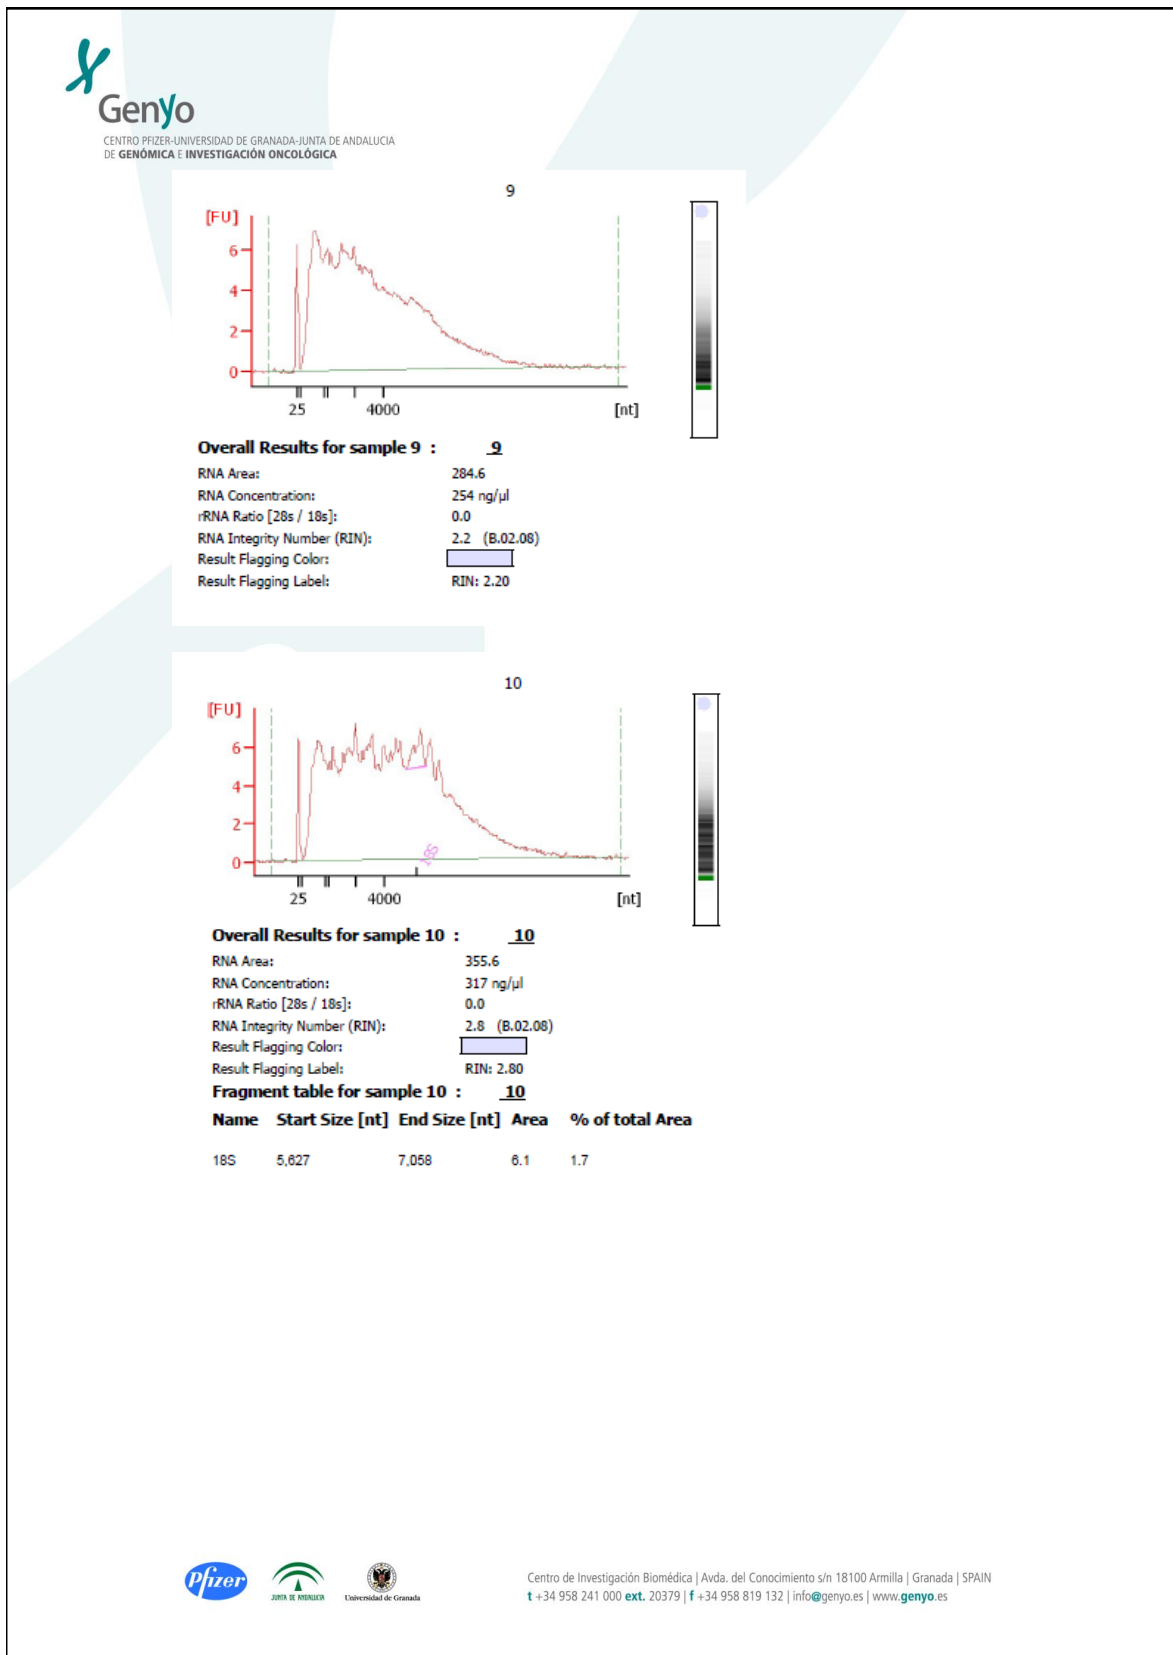 Genyo
CENTRO PFIZER-UNIVERSIDAD DE GRANADA-JUNTA DE ANDALUCIA
DE GENÓMICA E INVESTIGACIÓN ONCOLÓGICA
9
[FU]
6
4
2
0
25 4000 [nt]
Overall Results for sample 9 : 9
RNA Area: 284.6
RNA Concentration: 254 ng/µl
rRNA Ratio [28s / 18s]: 0.0
RNA Integrity Number (RIN): 2.2 (B.02.08)
Result Flagging Color:
Result Flagging Label: RIN: 2.20
10
[FU]
6
4
2
0
18S
25 4000 [nt]
Overall Results for sample 10 : 10
RNA Area: 355.6
RNA Concentration: 317 ng/µl
rRNA Ratio [28s / 18s]: 0.0
RNA Integrity Number (RIN): 2.8 (B.02.08)
Result Flagging Color:
Result Flagging Label: RIN: 2.80
Fragment table for sample 10 : 10
Name Start Size [nt] End Size [nt] Area % of total Area
18S 5,627 7,058 6.1 1.7
Pfizer
JUNTA DE ANDALUCIA
Universidad de Granada
Centro de Investigación Biomédica | Avda. del Conocimiento s/n 18100 Armilla | Granada | SPAIN
t +34 958 241 000 ext. 20379 | f +34 958 819 132 | info@genyo.es | www.genyo.es